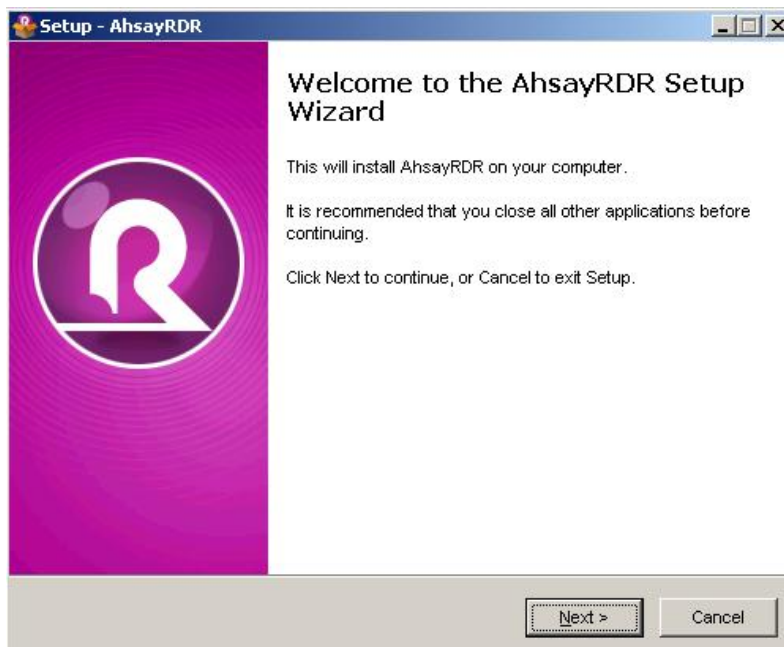 Setup - AhsayRDR
Welcome to the AhsayRDR Setup
Wizard
This will install AhsayRDR on your computer.
It is recommended that you close all other applications before
continuing.
Click Next to continue, or Cancel to exit Setup.
R
Next >
Cancel